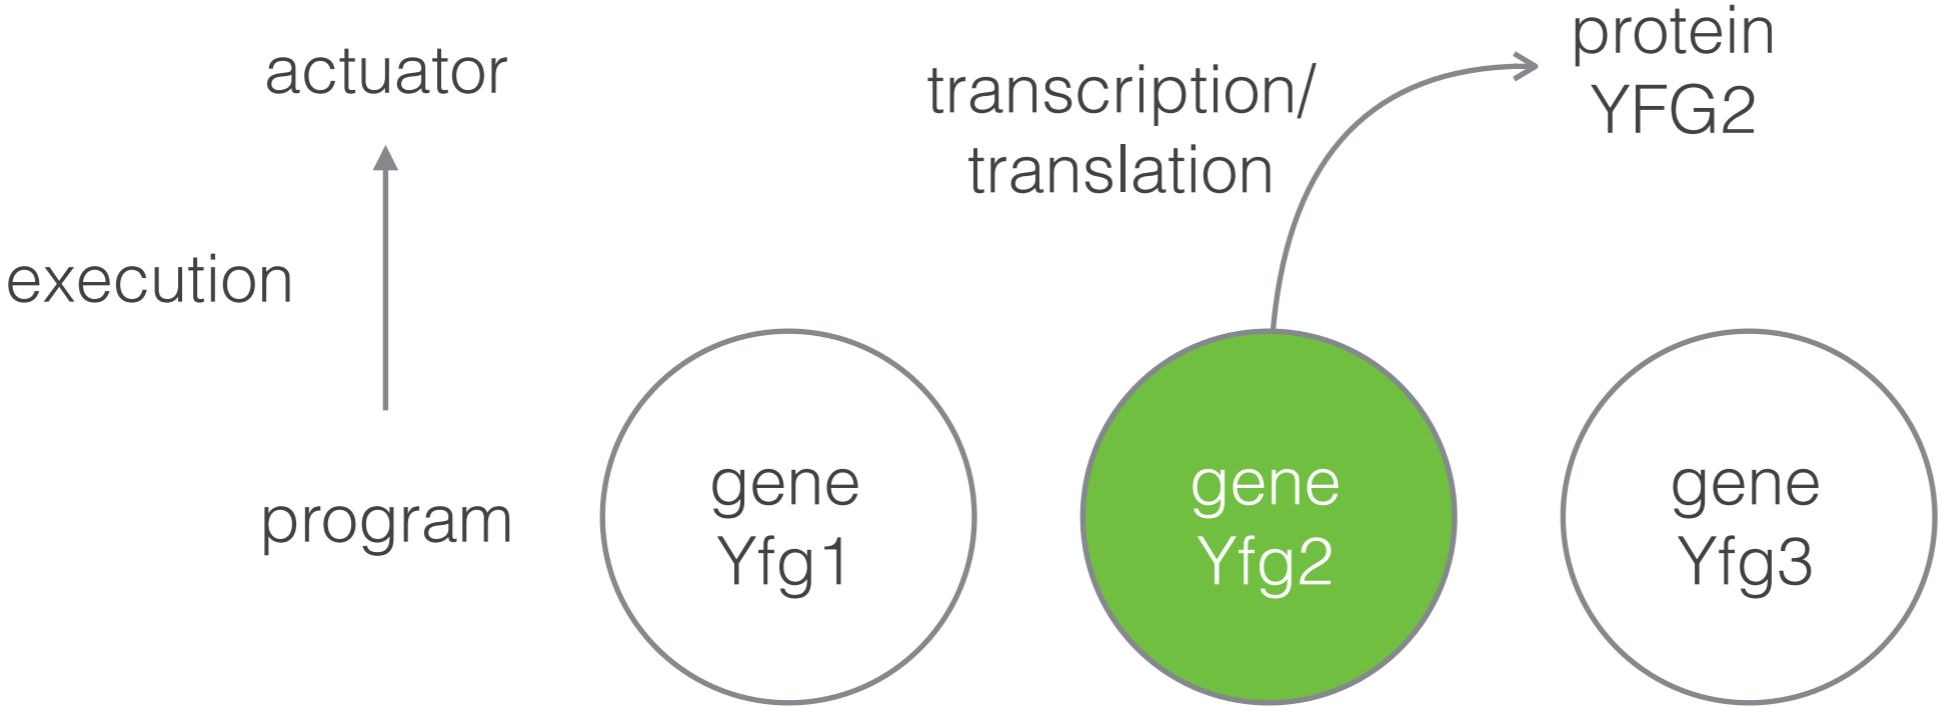 actuator
execution
program
transcription/
translation
protein
YFG2
gene
Yfg1
gene
Yfg2
gene
Yfg3